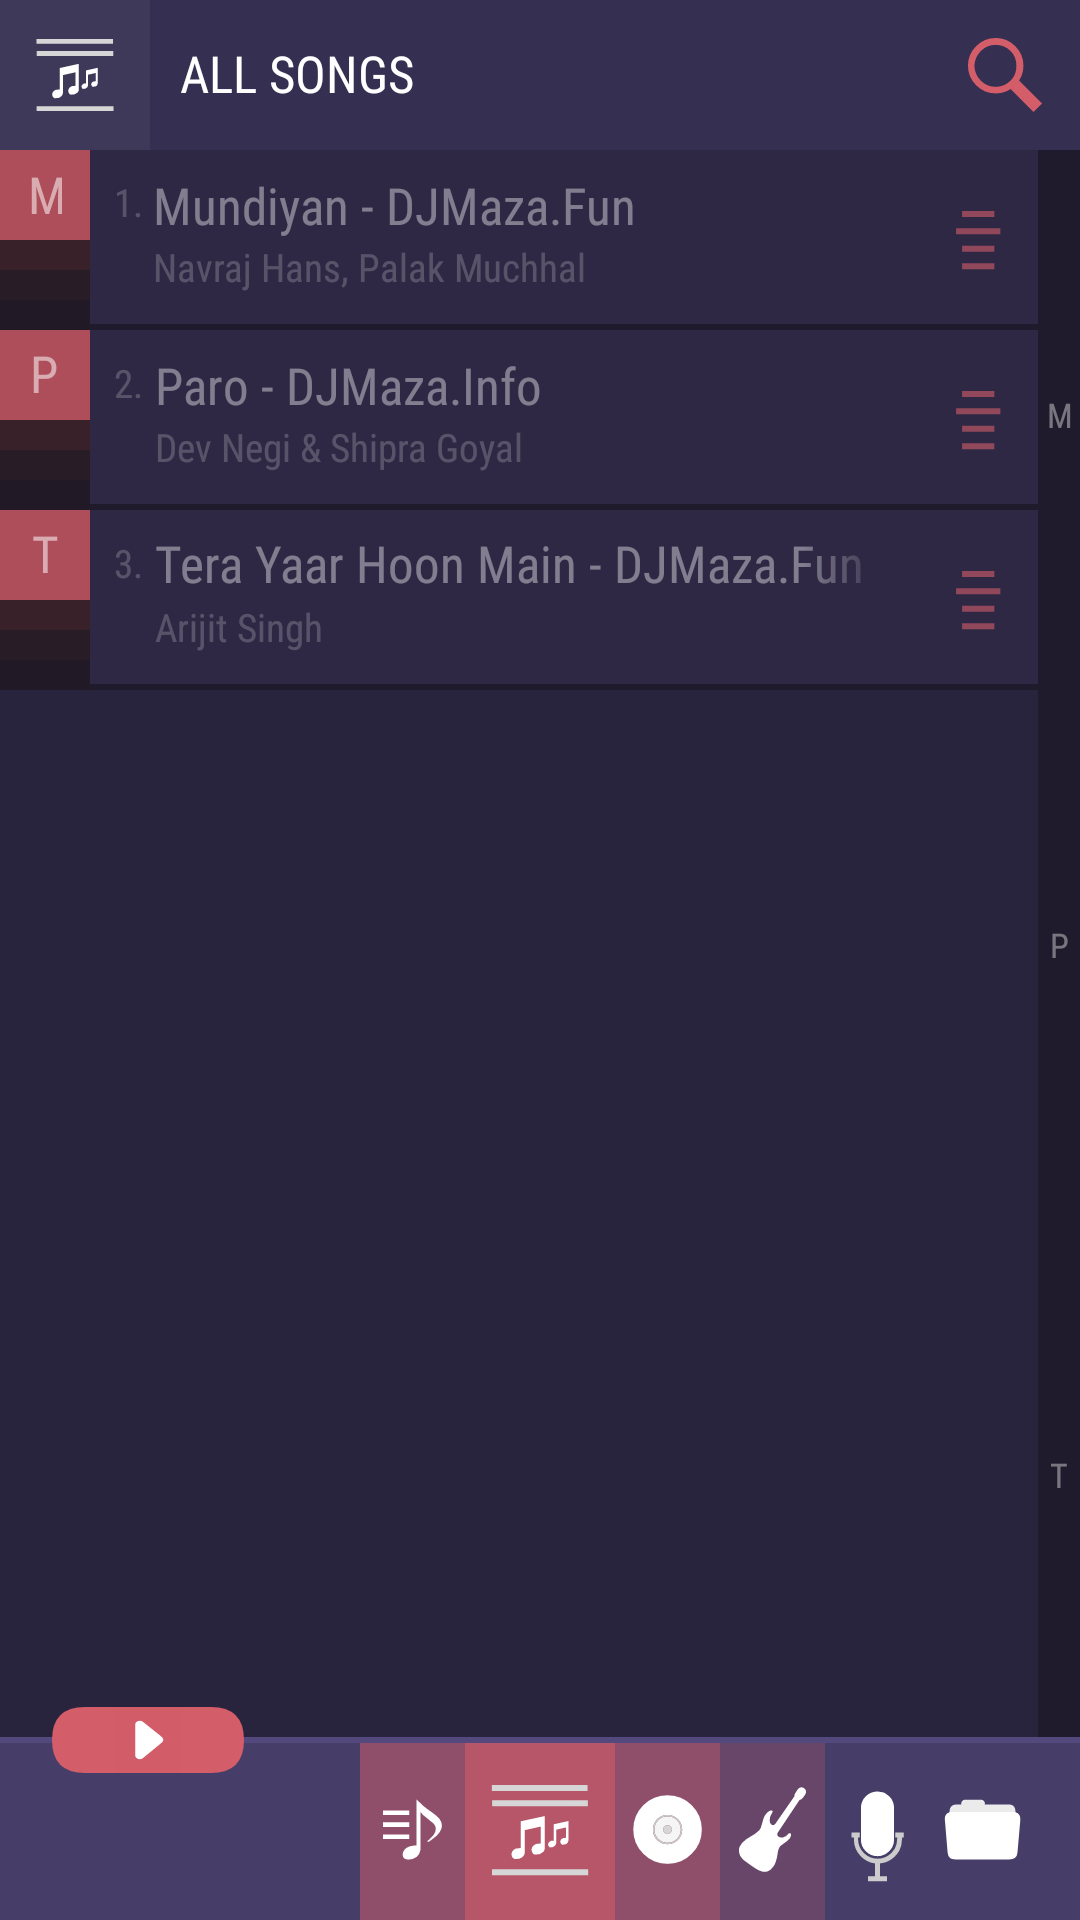 ALL SONGS
M
1. Mundiyan - DJMaza.Fun
Navraj Hans, Palak Muchhal
P
2. Paro - DJMaza.Info
Dev Negi & Shipra Goyal
M
T
3. Tera Yaar Hoon Main - DJMaza.Fun
Arijit Singh
P
T